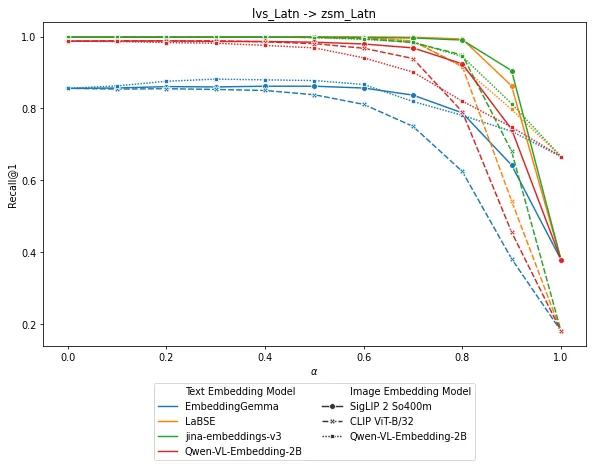 lvs_Latn -> zsm_Latn
Recall@1
1.0
0.8
0.6
0.4
0.2
0.0 0.2 0.4 0.6 0.8 1.0
α
Text Embedding Model Image Embedding Model
EmbeddingGemma SigLIP 2 So400m
LaBSE CLIP ViT-B/32
jina-embeddings-v3 Qwen-VL-Embedding-2B
Qwen-VL-Embedding-2B